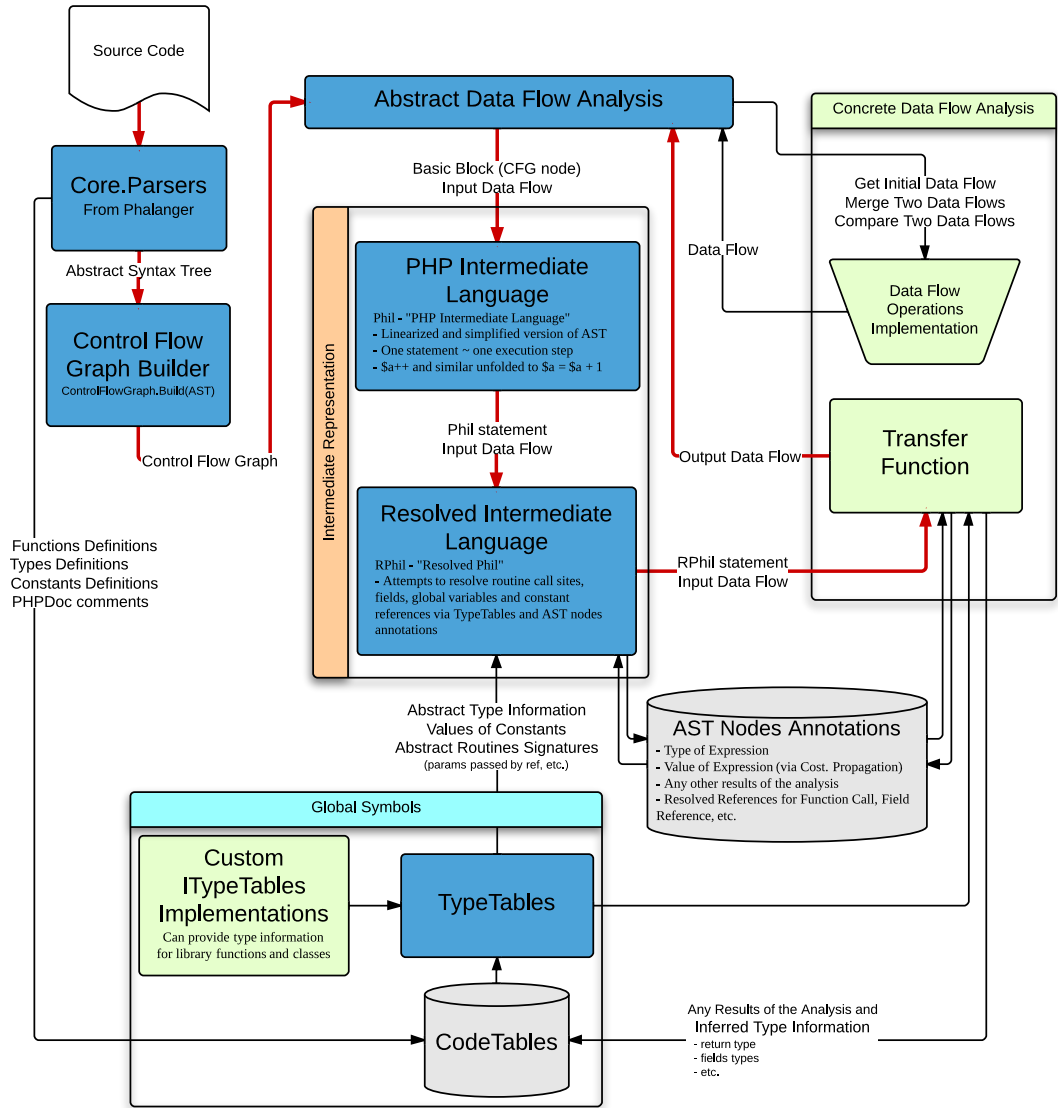 Source Code
Abstract Data Flow Analysis
Concrete Data Flow Analysis
Core.Parsers
From Phalanger
Basic Block (CFG node)
Input Data Flow
Get Initial Data Flow
Merge Two Data Flows
Compare Two Data Flows
Data Flow
Abstract Syntax Tree
Intermediate Representation
PHP Intermediate
Language
Phil - "PHP Intermediate Language"
- Linearized and simplified version of AST
- One statement ~ one execution step
- $a++ and similar unfolded to $a = $a + 1
Data Flow
Operations
Implementation
Control Flow
Graph Builder
ControlFlowGraph.Build(AST)
Control Flow Graph
Phil statement
Input Data Flow
Output Data Flow
Transfer
Function
Resolved Intermediate
Language
RPhil - "Resolved Phil"
- Attempts to resolve routine call sites,
fields, global variables and constant
references via TypeTables and AST nodes
annotations
RPhil statement
Input Data Flow
Functions Definitions
Types Definitions
Constants Definitions
PHPDoc comments
Abstract Type Information
Values of Constants
Abstract Routines Signatures
(params passed by ref, etc.)
AST Nodes Annotations
- Type of Expression
- Value of Expression (via Cost. Propagation)
- Any other results of the analysis
- Resolved References for Function Call, Field
Reference, etc.
Global Symbols
Custom
ITypeTables
Implementations
Can provide type information
for library functions and classes
TypeTables
CodeTables
Any Results of the Analysis and
Inferred Type Information
- return type
- fields types
- etc.